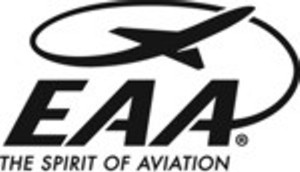 EAA®
THE SPIRIT OF AVIATION